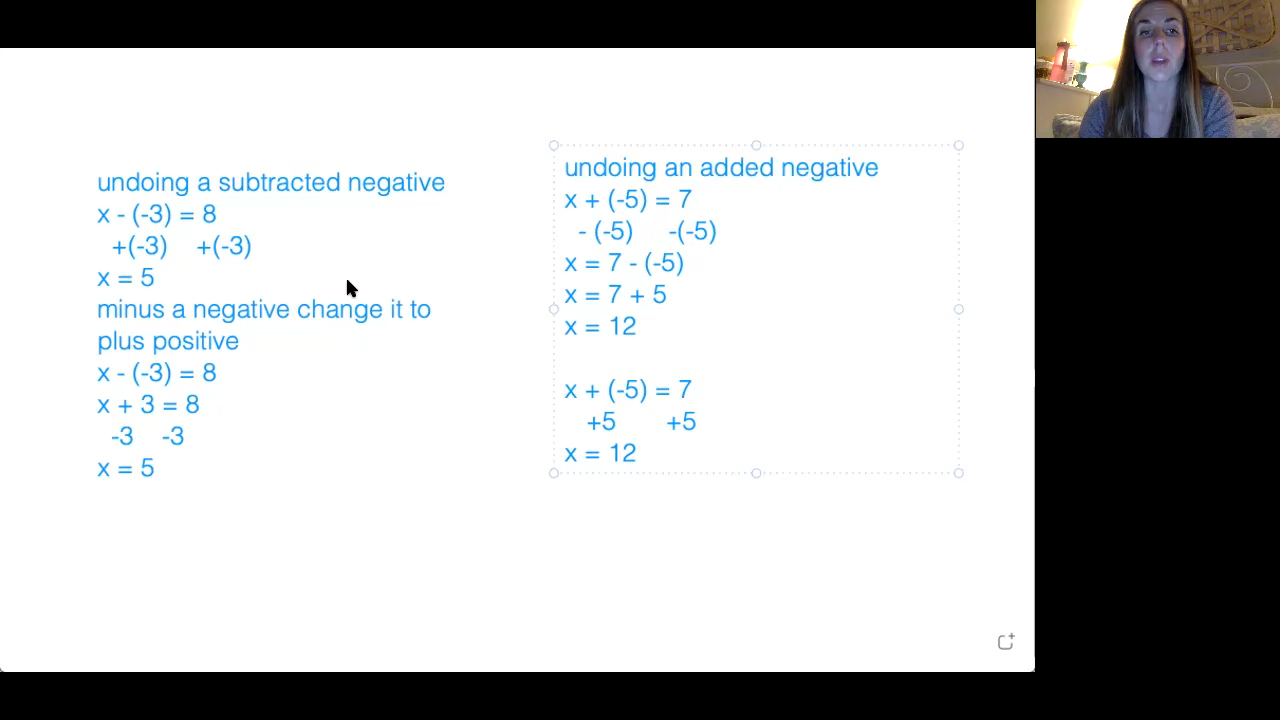 undoing a subtracted negative
x - (-3) = 8
+(-3) +(-3)
x = 5
minus a negative change it to
plus positive
x - (-3) = 8
x + 3 = 8
-3 -3
x = 5
undoing an added negative
x + (-5) = 7
- (-5) -(-5)
x = 7 - (-5)
x = 7 + 5
x = 12
x + (-5) = 7
+5 +5
x = 12